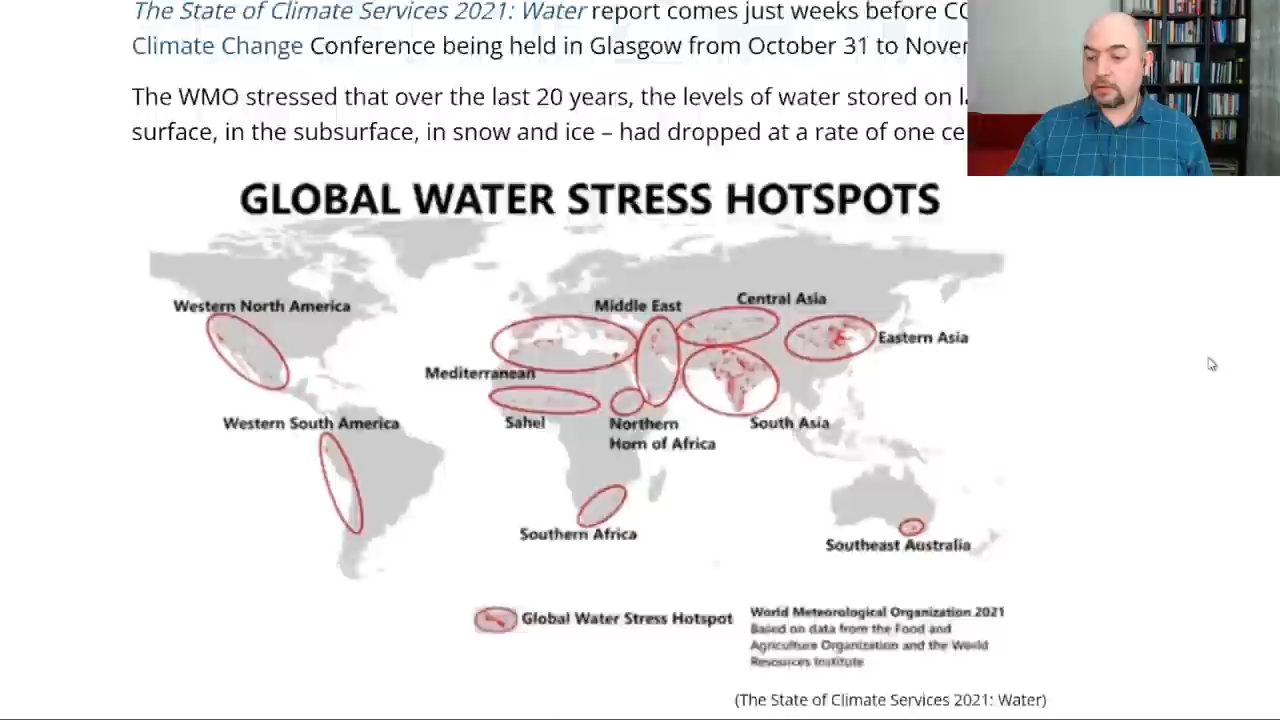 The State of Climate Services 2021: Water report comes just weeks before
Climate Change Conference being held in Glasgow from October 31 to
The WMO stressed that over the last 20 years, the levels of water stored on
surface, in the subsurface, in snow and ice – had dropped at a rate of one
GLOBAL WATER STRESS HOTSPOTS
Western North America
Middle East
Central Asia
Eastern Asia
Mediterranean
Western South America
Sahel
Northern
Horn of Africa
South Asia
Southern Africa
Southeast Australia
Global Water Stress Hotspot
World Meteorological Organization 2021
Based on data from the Food and
Agriculture Organization and the World
Resources Institute
(The State of Climate Services 2021: Water)